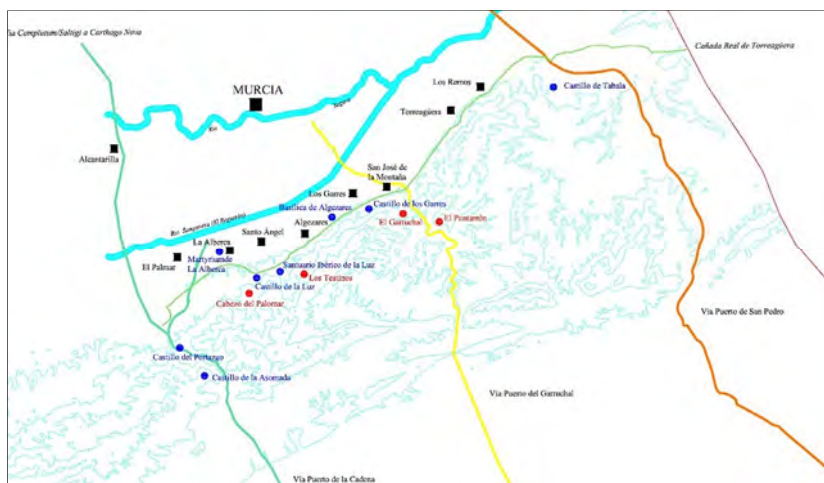 Vía Complutum/Saltigi a Carthago Nova
Cañada Real de Torreagüera
MURCIA
Los Ramos
Castillo de Tabala
Río
Segura
Torreagüera
Alcantarilla
San José de
la Montaña
Los Garres
Castillo de los Garres
Basílica de Algezares
El Garruchal
Algezares
Santo Ángel
Río
La Alberca
Martyrium de
La Alberca
El Palmar
Santuario Ibérico de la Luz
Los Teatinos
Castillo de la Luz
Cabezo del Palomar
Vía Puerto de San Pedro
Castillo del Portazgo
Castillo de la Asomada
Vía Puerto del Garruchal
Vía Puerto de la Cadena